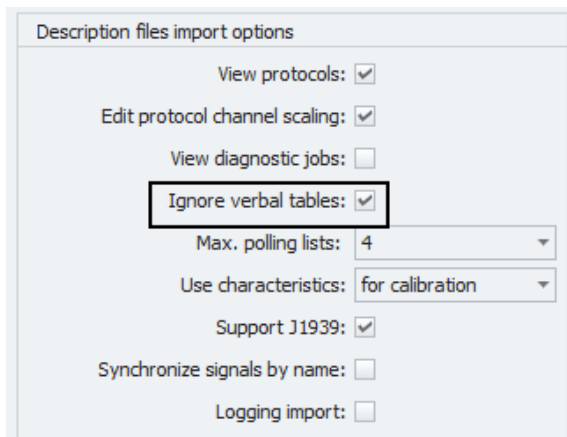 Description files import options
View protocols:
Edit protocol channel scaling:
View diagnostic jobs:
Ignore verbal tables:
Max. polling lists: 4
Use characteristics: for calibration
Support J1939:
Synchronize signals by name:
Logging import: